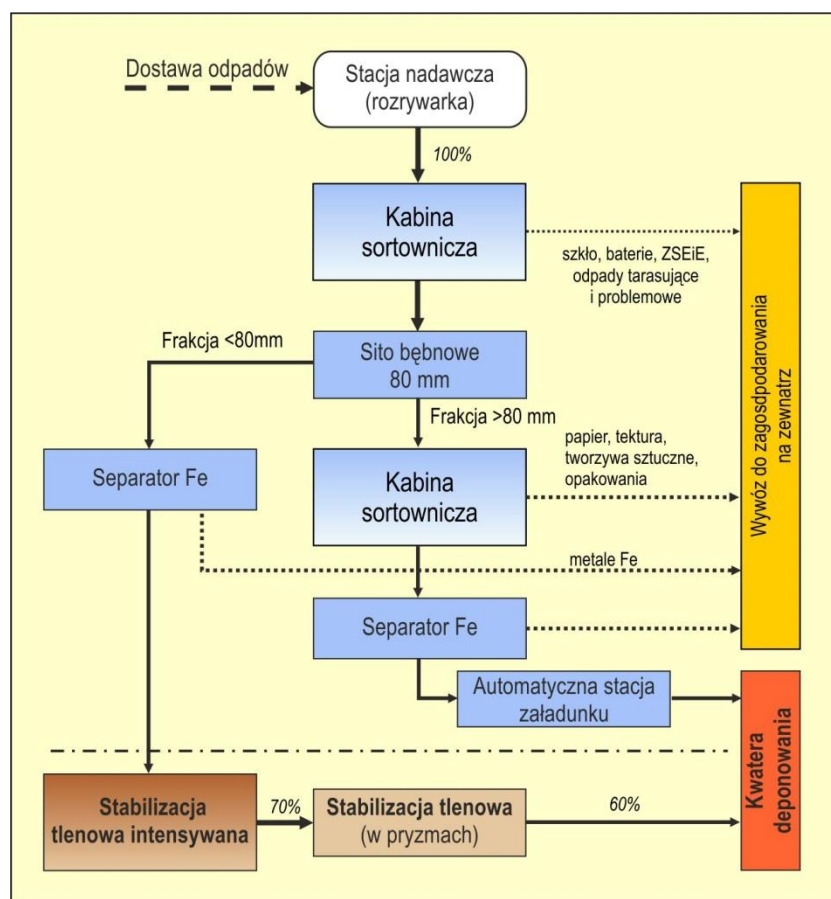 Dostawa odpadów
Stacja nadawcza
(rozrywarka)
100%
Kabina
sortownicza
szkło, baterie, ZSEiE,
odpady tarasujące
i problemowe
Frakcja <80mm
Sito bębnowe
80 mm
Frakcja >80 mm
papier, tektura,
tworzywa sztuczne,
opakowania
Separator Fe
Kabina
sortownicza
metale Fe
Separator Fe
Wywóz do zagosdpodarowania
na zewnatrz
Automatyczna stacja
załadunku
Kwatera
deponowania
Stabilizacja
tlenowa intensywana
70%
Stabilizacja tlenowa
(w pryzmach)
60%